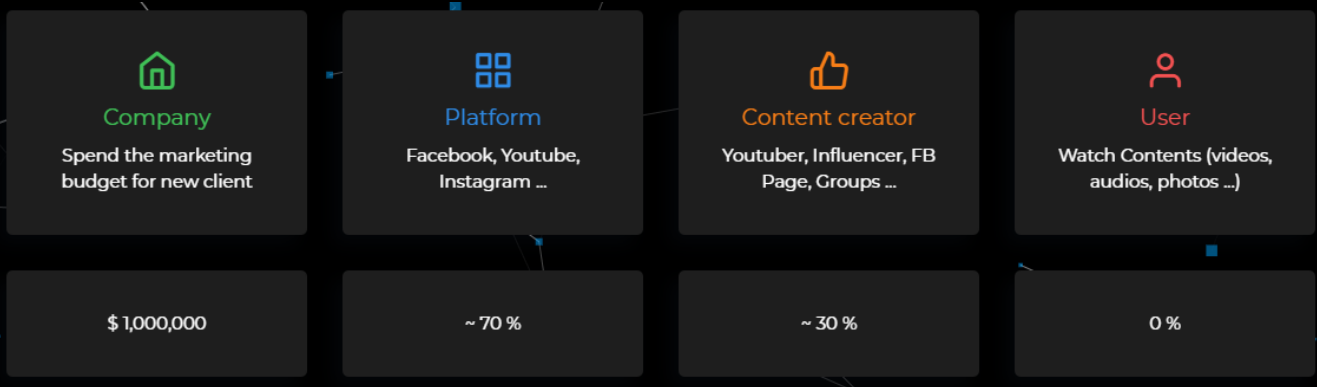 Company
Spend the marketing
budget for new client
Platform
Facebook, Youtube,
Instagram ...
Content creator
Youtuber, Influencer, FB
Page, Groups ...
User
Watch Contents (videos,
audios, photos ...)
$ 1,000,000
~ 70 %
~ 30 %
0 %